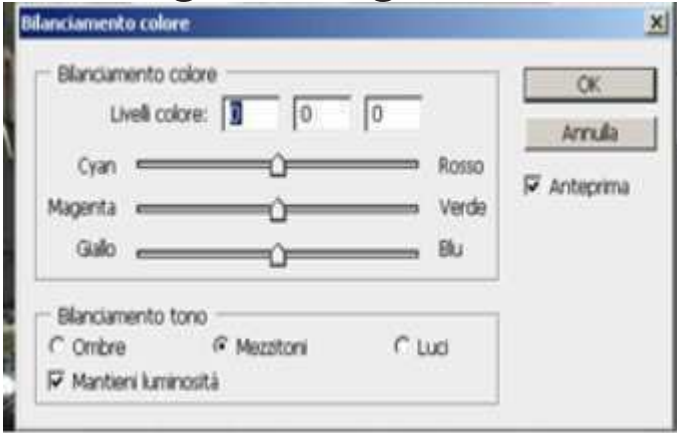 Bilanciamento colore
Bilanciamento colore
Livelli colore: 0 0 0
Cyan Rosso
Magenta Verde
Giallo Blu
OK
Annulla
Anteprima
Bilanciamento tono
Ombre Mezzitoni Luci
Mantieni luminosità